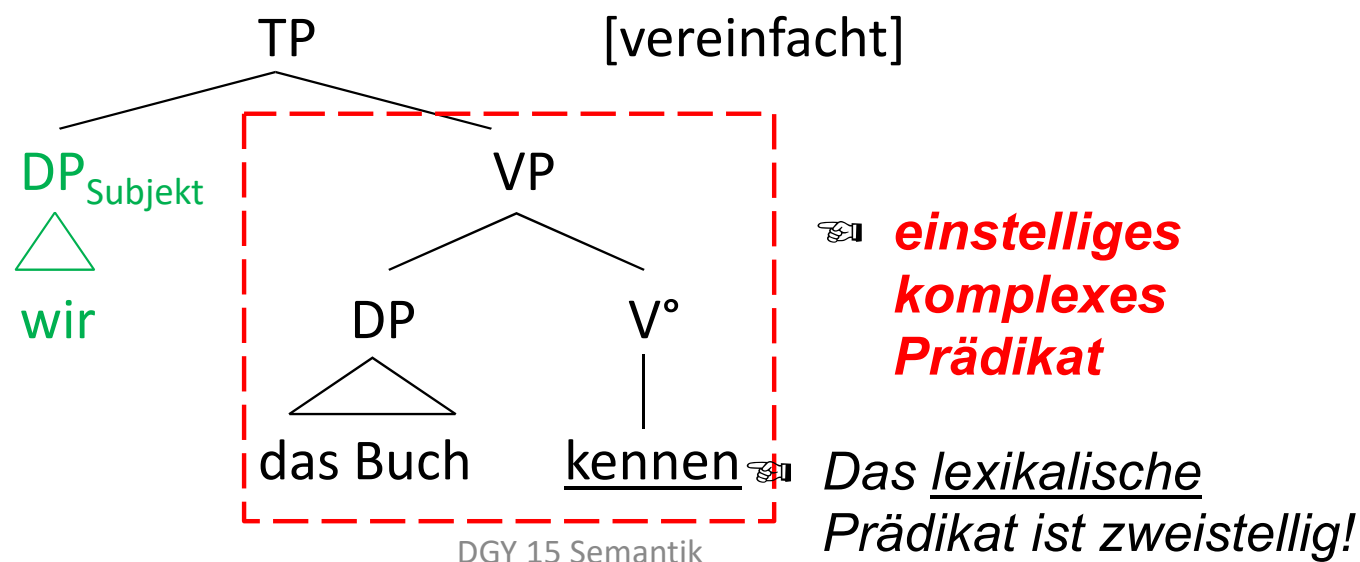 TP [vereinfacht]
DP Subjekt VP
☜ einstelliges
komplexes
Prädikat
wir DP V°
das Buch kennen ☜ Das lexikalische
Prädikat ist zweistellig!
DGY 15 Semantik